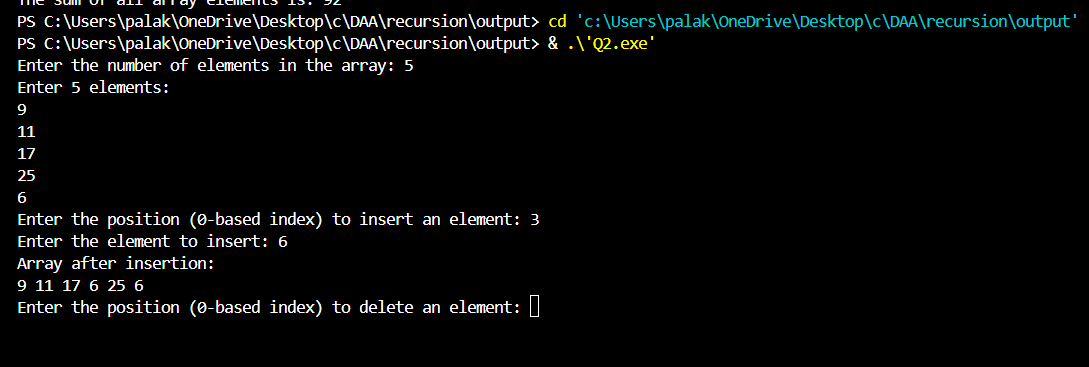 The sum of all array elements is: 92
PS C:\Users\palak\OneDrive\Desktop\c\DAA\recursion\output> cd 'c:\Users\palak\OneDrive\Desktop\c\DAA\recursion\output'
PS C:\Users\palak\OneDrive\Desktop\c\DAA\recursion\output> & .\'Q2.exe'
Enter the number of elements in the array: 5
Enter 5 elements:
9
11
17
25
6
Enter the position (0-based index) to insert an element: 3
Enter the element to insert: 6
Array after insertion:
9 11 17 6 25 6
Enter the position (0-based index) to delete an element: